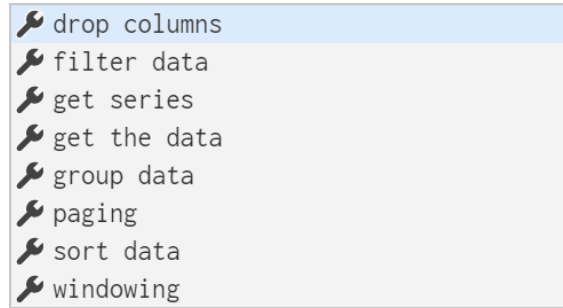 drop columns
filter data
get series
get the data
group data
paging
sort data
windowing